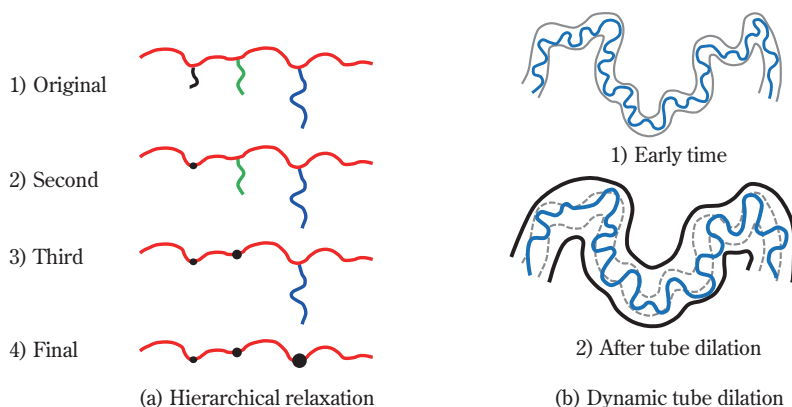 1) Original
2) Second
3) Third
4) Final
(a) Hierarchical relaxation
1) Early time
2) After tube dilation
(b) Dynamic tube dilation